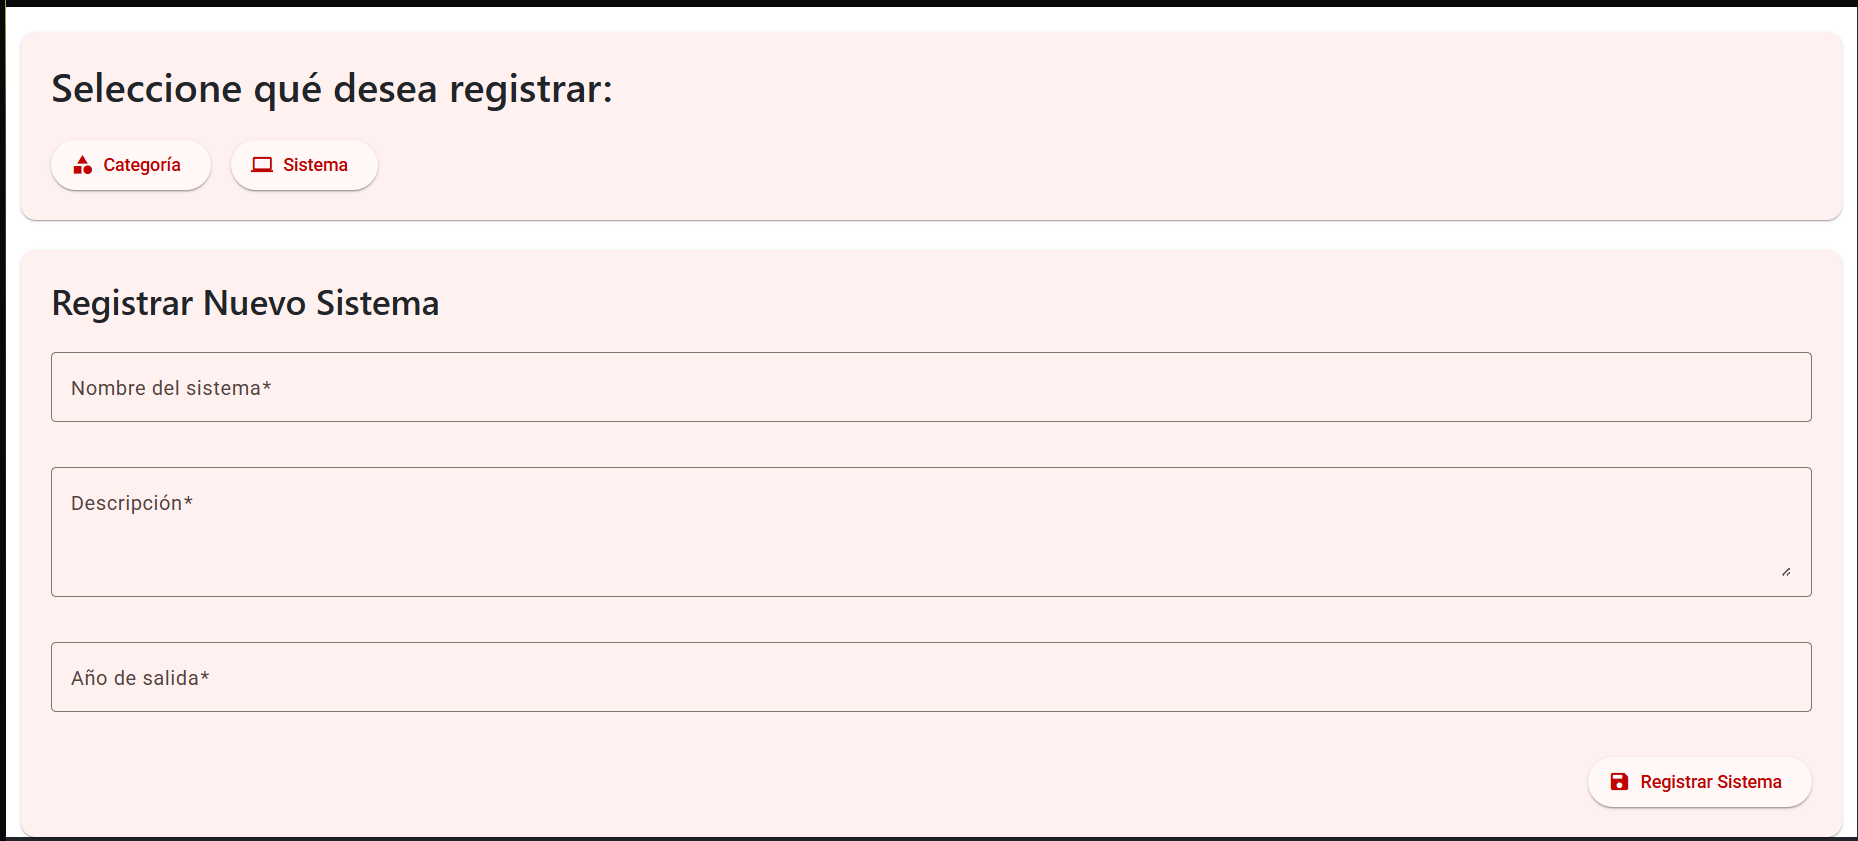 Seleccione qué desea registrar:
Categoría
Sistema
Registrar Nuevo Sistema
Nombre del sistema*
Descripción*
Año de salida*
Registrar Sistema